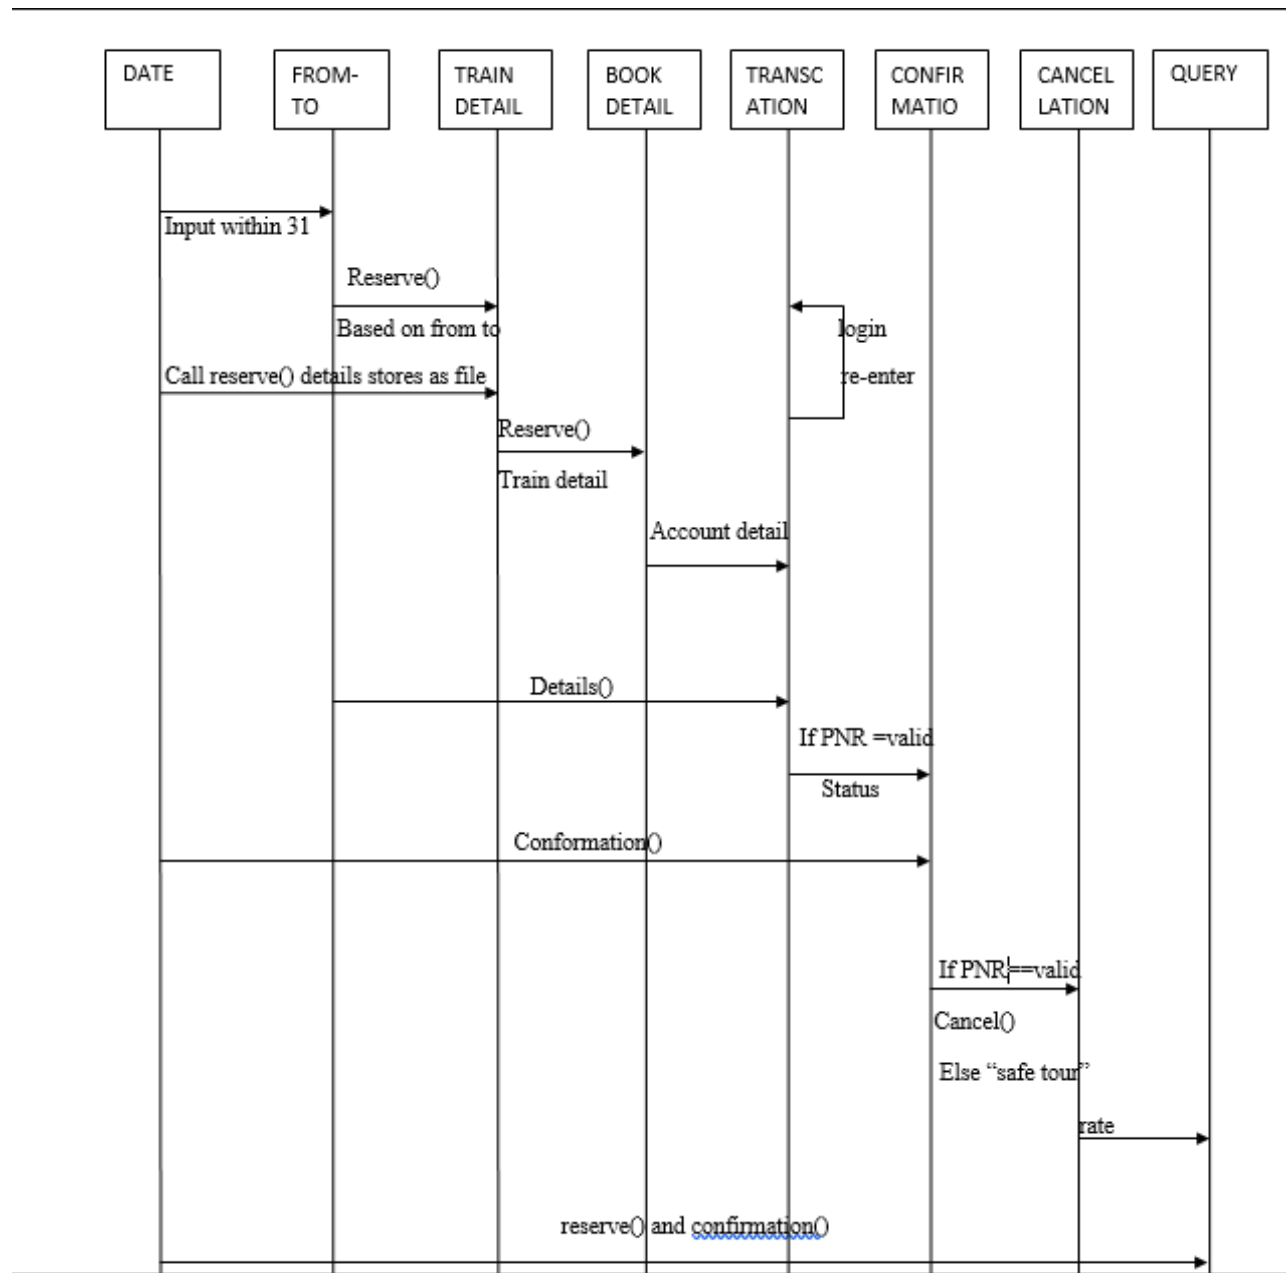 DATE
FROM-
TO
TRAIN
DETAIL
BOOK
DETAIL
TRANSC
ATION
CONFIR
MATIO
CANCEL
LATION
QUERY
Input within 31
Reserve()
Based on from to
login
Call reserve() details stores as file
re-enter
Reserve()
Train detail
Account detail
Details()
If PNR =valid
Status
Conformation()
If PNR==valid
Cancel()
Else “safe tour”
rate
reserve() and confirmation()